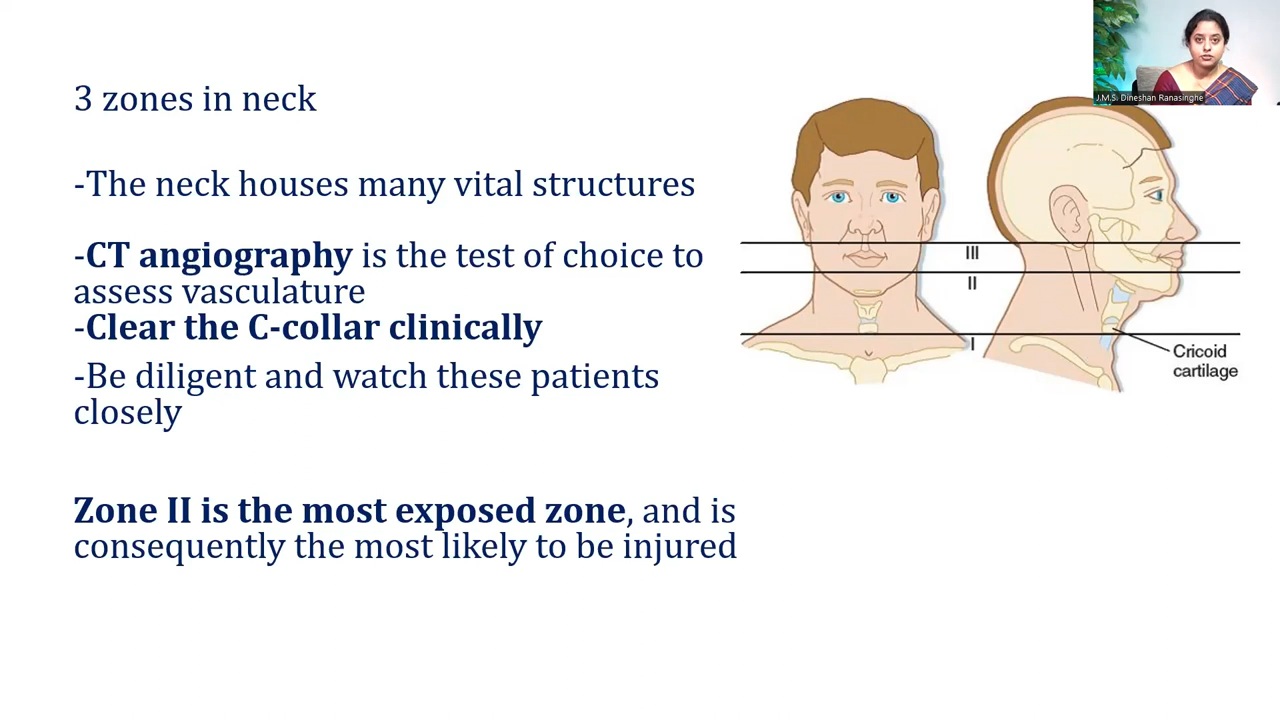 3 zones in neck
-The neck houses many vital structures
-CT angiography is the test of choice to
assess vasculature
-Clear the C-collar clinically
-Be diligent and watch these patients
closely
Zone II is the most exposed zone, and is
consequently the most likely to be injured
J.M.S. Dineshan Ranasinghe
III
II
I
Cricoid
cartilage